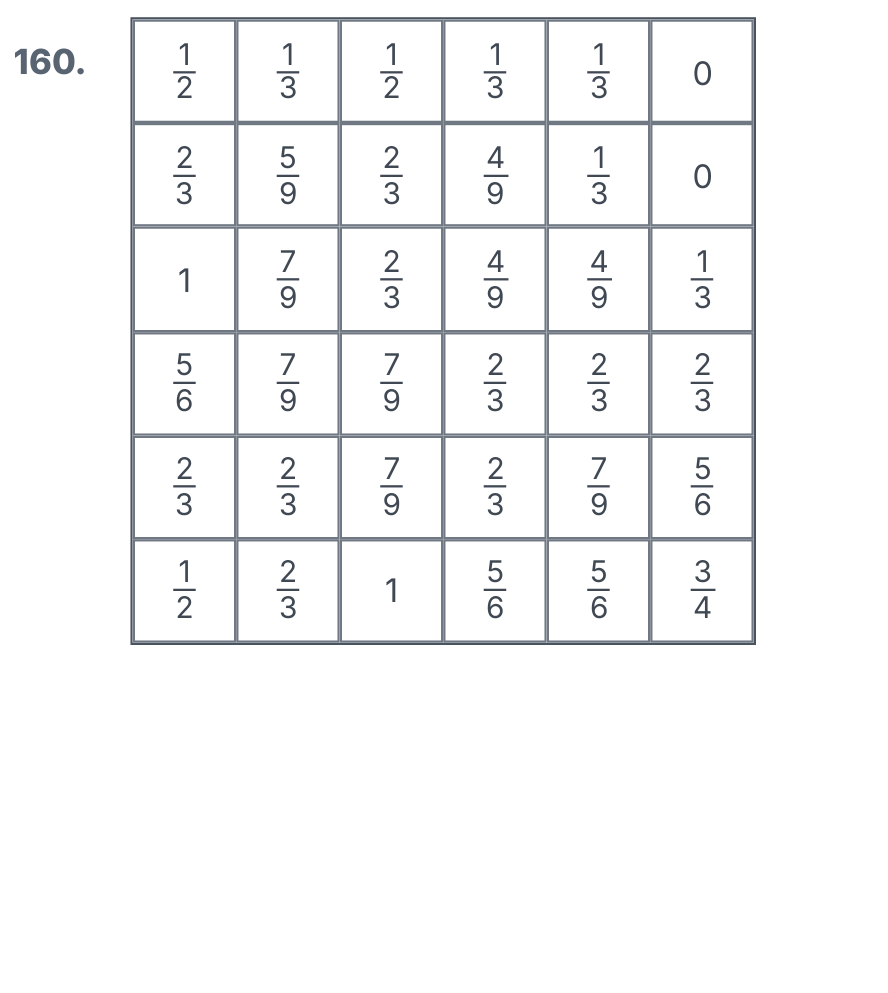 160. 1/2 1/3 1/2 1/3 1/3 0
2/3 5/9 2/3 4/9 1/3 0
1 7/9 2/3 4/9 4/9 1/3
5/6 7/9 7/9 2/3 2/3 2/3
2/3 2/3 7/9 2/3 7/9 5/6
1/2 2/3 1 5/6 5/6 3/4